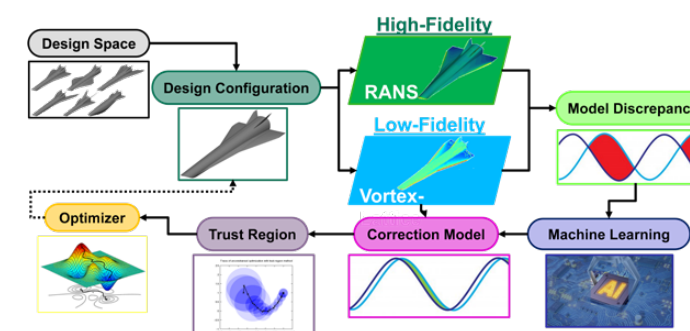 High-Fidelity
Design Space
Design Configuration
RANS
Model Discrepanc
Low-Fidelity
Vortex-
Optimizer
Trust Region
Correction Model
Machine Learning
AI